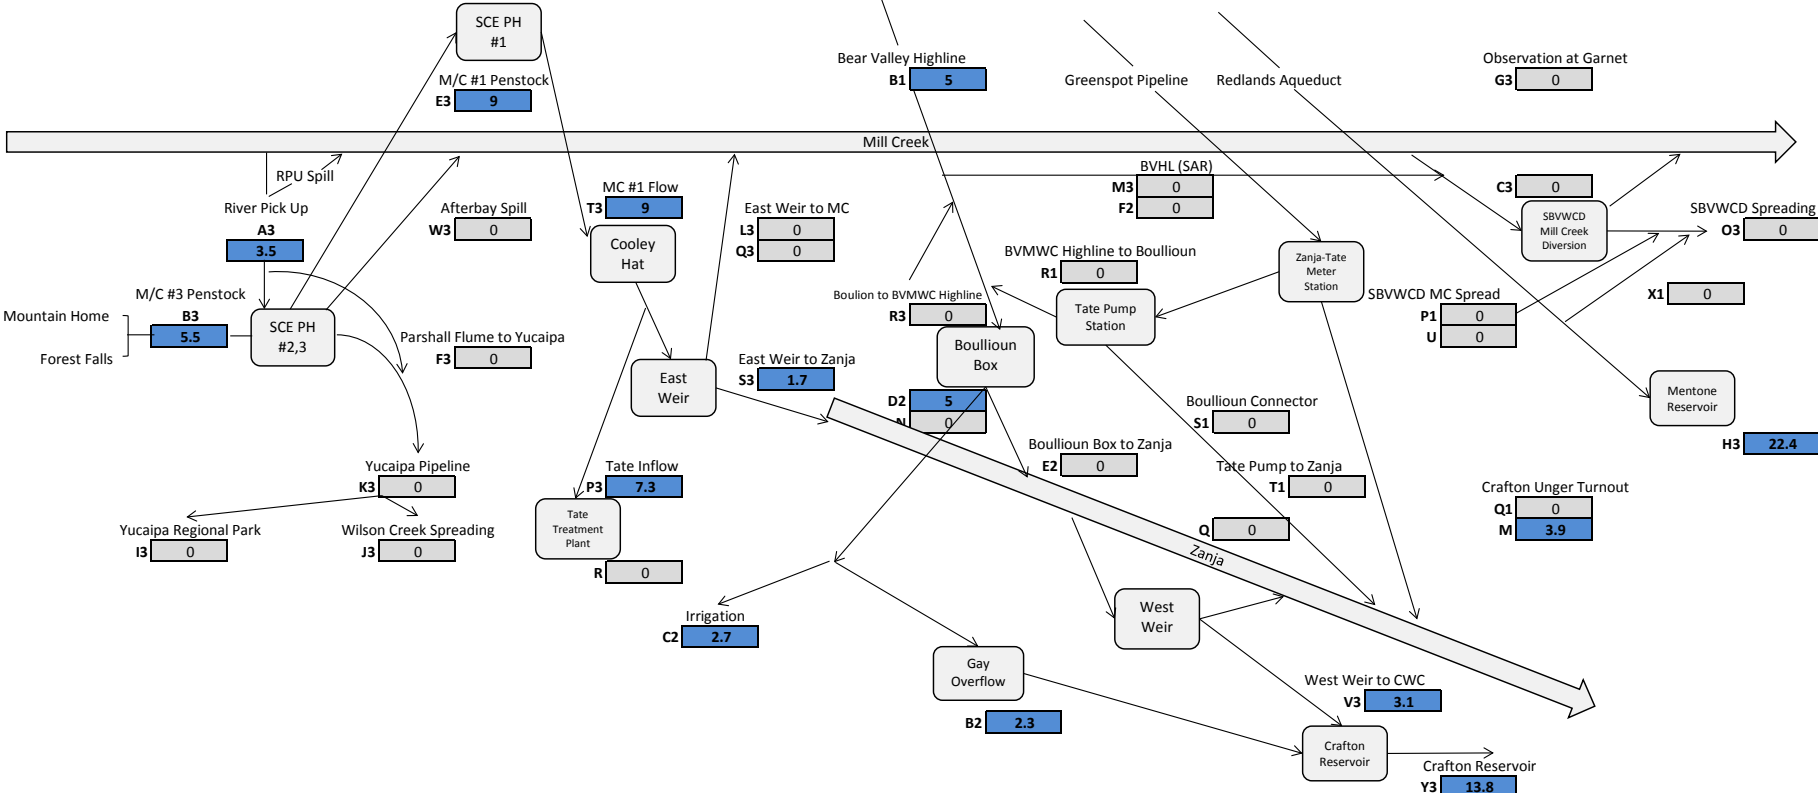 SCE PH
#1
M/C #1 Penstock
E3 9
Bear Valley Highline
B1 5
Greenspot Pipeline
Redlands Aqueduct
Observation at Garnet
G3 0
Mill Creek
RPU Spill
River Pick Up
A3
3.5
Afterbay Spill
W3 0
MC #1 Flow
T3 9
Cooley
Hat
East Weir to MC
L3 0
Q3 0
BVHL (SAR)
M3 0
F2 0
C3 0
SBVWCD
Mill Creek
Diversion
SBVWCD Spreading
O3 0
BVMWC Highline to Boullioun
R1 0
Zanja-Tate
Meter
Station
M/C #3 Penstock
B3
5.5
Mountain Home
Forest Falls
SCE PH
#2,3
Parshall Flume to Yucaipa
F3 0
Boulion to BVMWC Highline
R3 0
Tate Pump
Station
SBVWCD MC Spread
P1 0
U 0
X1 0
Boullioun
Box
East
Weir
East Weir to Zanja
S3 1.7
D2 5
N 0
Boullioun Connector
S1 0
Mentone
Reservoir
H3 22.4
Boullioun Box to Zanja
E2 0
Yucaipa Pipeline
K3 0
Tate Inflow
P3 7.3
Tate Pump to Zanja
T1 0
Crafton Unger Turnout
Q1 0
M 3.9
Yucaipa Regional Park
I3 0
Wilson Creek Spreading
J3 0
Tate
Treatment
Plant
R 0
Q 0
Zanja
Irrigation
C2 2.7
West
Weir
Gay
Overflow
B2 2.3
West Weir to CWC
V3 3.1
Crafton
Reservoir
Crafton Reservoir
Y3 13.8